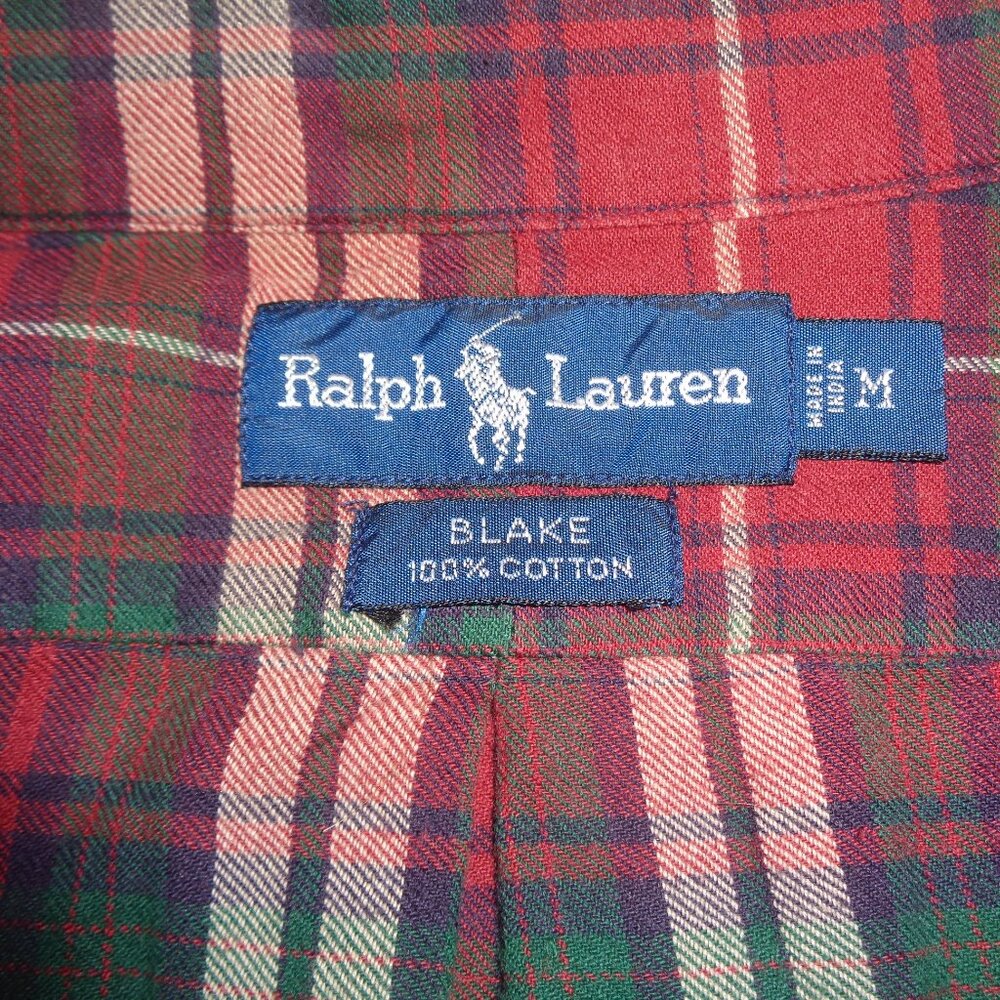 Ralph Lauren
MADE IN
INDIA
M
BLAKE
100% COTTON